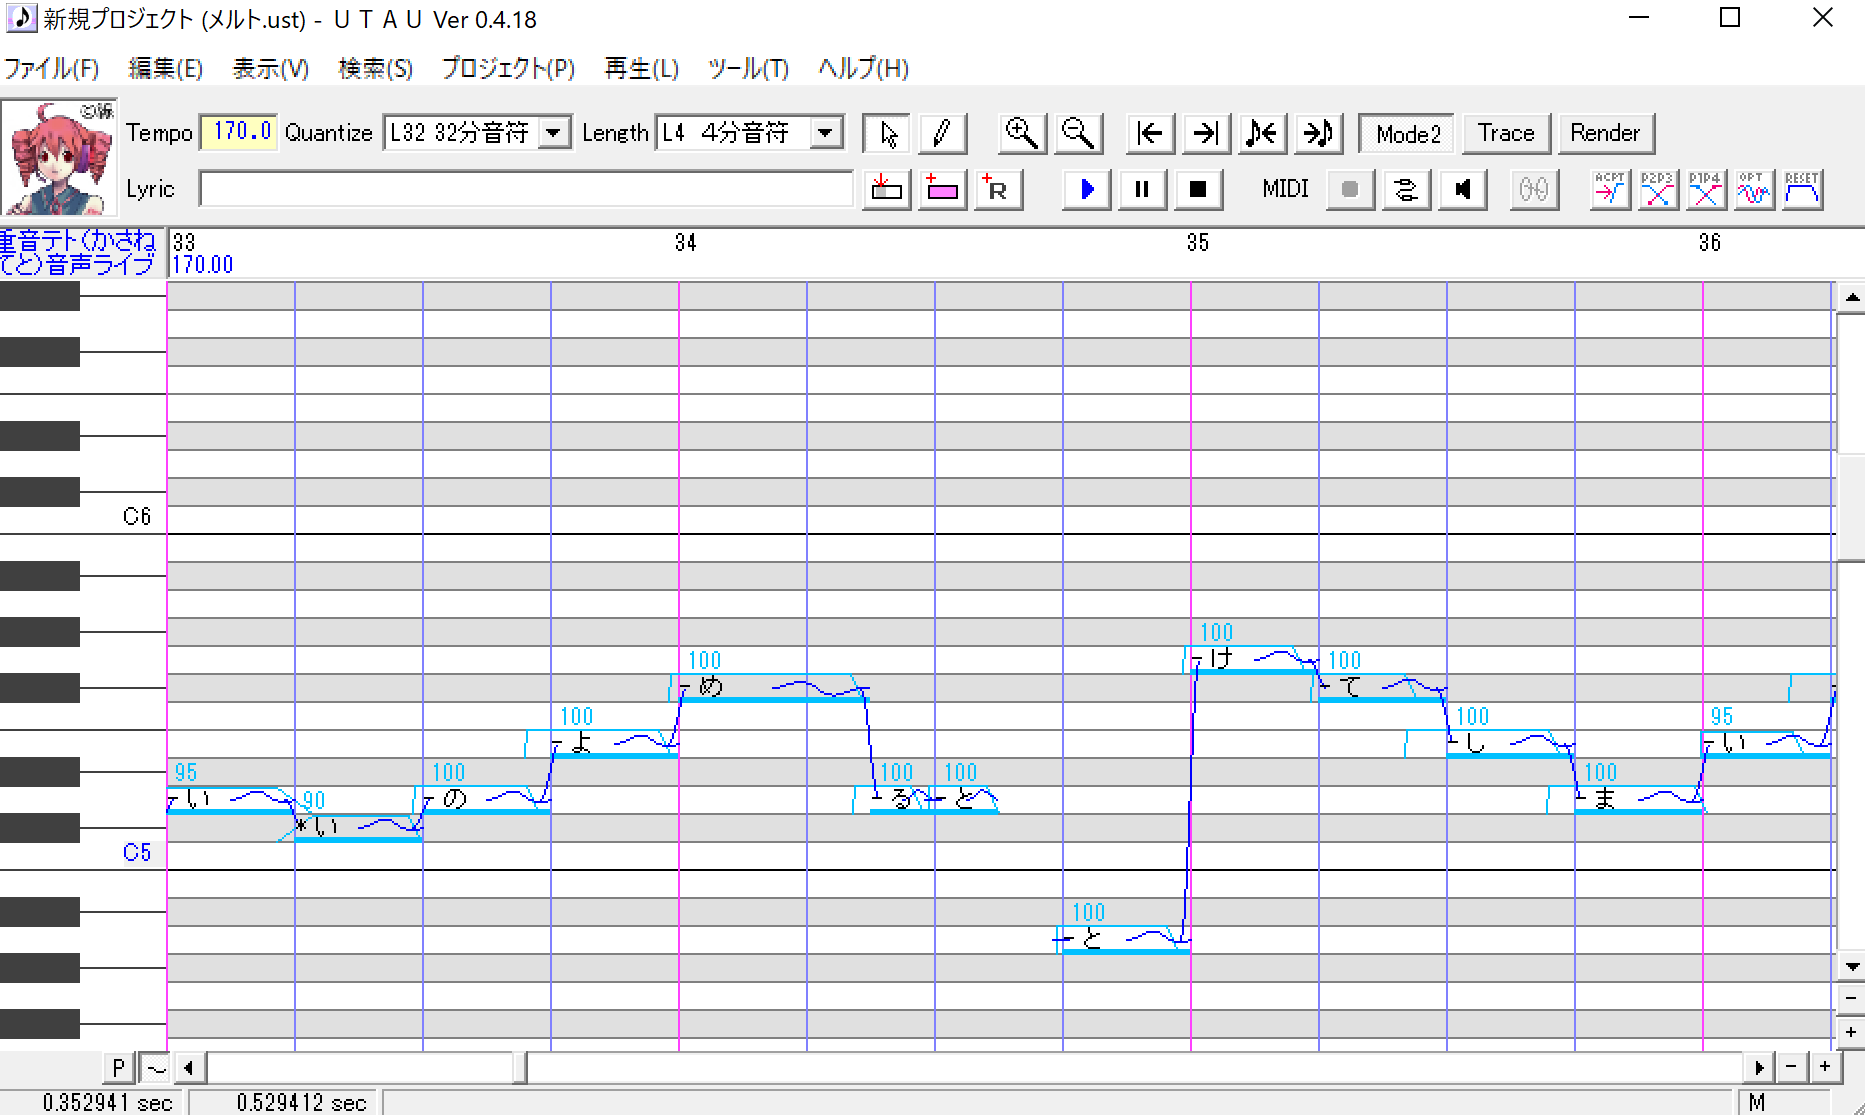 新規プロジェクト (メルト.ust) - ＵＴＡＵ Ver 0.4.18
ファイル(F) 編集(E) 表示(V) 検索(S) プロジェクト(P) 再生(L) ツール(T) ヘルプ(H)
Tempo 170.0 Quantize L32 32分音符 Length L4 4分音符 Mode2 Trace Render
Lyric R MIDI ACPT P2P3 P1P4 OPT RESET
重音テト(かさね
てと)音声ライブ
33 34 35 36
170.00
C6
100
け
100 100
め て
100 100 95
よ し い
95 100 100 100 100
い の る と ま
90
*い
C5
100
と
P
0.352941 sec 0.529412 sec M